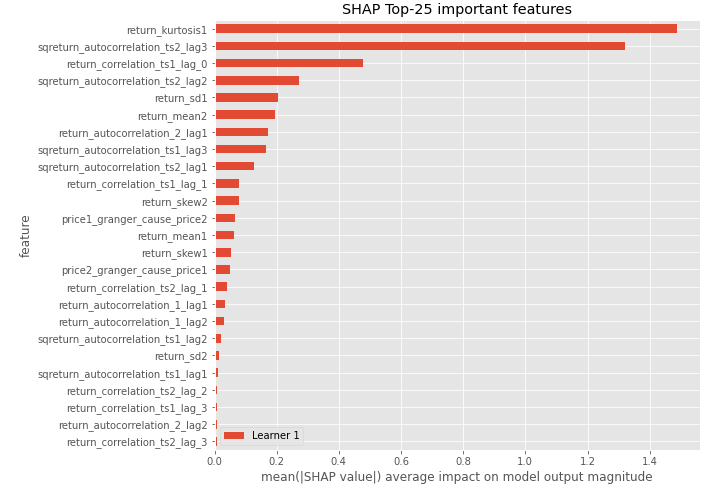 SHAP Top-25 important features
return_kurtosis1
sqreturn_autocorrelation_ts2_lag3
return_correlation_ts1_lag_0
sqreturn_autocorrelation_ts2_lag2
return_sd1
return_mean2
return_autocorrelation_2_lag1
sqreturn_autocorrelation_ts1_lag3
sqreturn_autocorrelation_ts2_lag1
return_correlation_ts1_lag_1
return_skew2
price1_granger_cause_price2
return_mean1
return_skew1
price2_granger_cause_price1
return_correlation_ts2_lag_1
return_autocorrelation_1_lag1
return_autocorrelation_1_lag2
sqreturn_autocorrelation_ts1_lag2
return_sd2
sqreturn_autocorrelation_ts1_lag1
return_correlation_ts2_lag_2
return_correlation_ts1_lag_3
return_autocorrelation_2_lag2
return_correlation_ts2_lag_3
feature
Learner 1
0.0 0.2 0.4 0.6 0.8 1.0 1.2 1.4
mean(|SHAP value|) average impact on model output magnitude